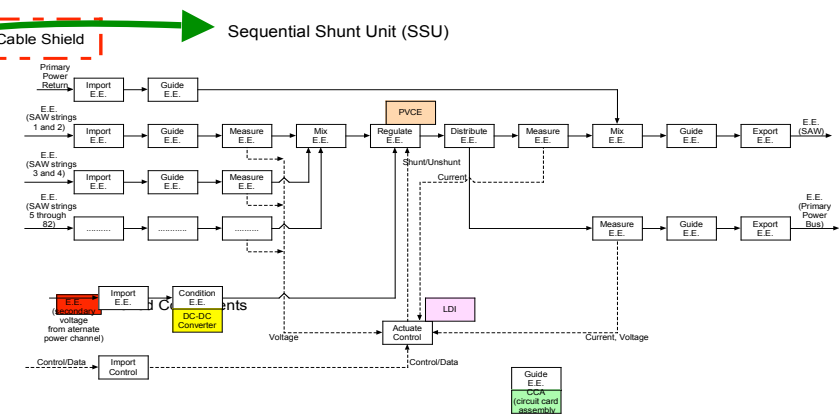 Cable Shield
Sequential Shunt Unit (SSU)
Primary
Power
Return
Import
E.E.
Guide
E.E.
PVCE
E.E.
(SAW strings
1 and 2)
Import
E.E.
Guide
E.E.
Measure
E.E.
Mix
E.E.
Regulate
E.E.
Distribute
E.E.
Measure
E.E.
Mix
E.E.
Guide
E.E.
Export
E.E.
E.E.
(SAW)
Shunt/Unshunt
Current
E.E.
(SAW strings
3 and 4)
Import
E.E.
Guide
E.E.
Measure
E.E.
E.E.
(SAW strings
5 through
82)
..........
............
...........
Measure
E.E.
Guide
E.E.
Export
E.E.
E.E.
(Primary
Power
Bus)
E.E.
(secondary
voltage
from aternate
power channel)
Import
E.E.
Condition
E.E.
DC-DC
Converter
LDI
Actuate
Control
Voltage
Current, Voltage
Control/Data
Import
Control
Control/Data
Guide
E.E.
CCA
(circuit card
assembly